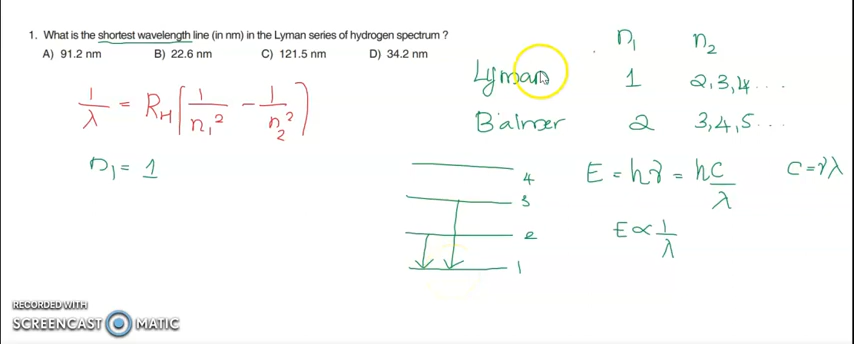 1. What is the shortest wavelength line (in nm) in the Lyman series of hydrogen spectrum ?
A) 91.2 nm B) 22.6 nm C) 121.5 nm D) 34.2 nm
n₁ n₂
Lyman 1 2,3,4....
Balmer 2 3,4,5...
1/λ = R_H (1/n₁² - 1/n₂²)
n₁ = 1
E = hν = hc/λ C = νλ
E ∝ 1/λ
4
3
2
1
RECORDED WITH
SCREENCAST O MATIC